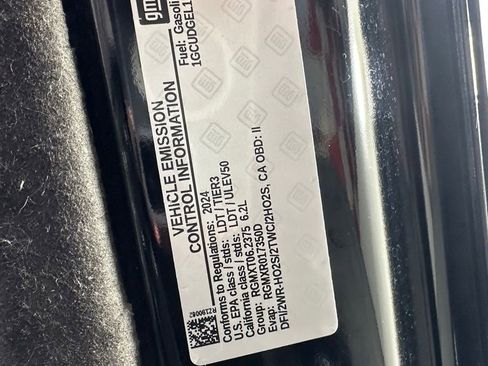 gm
Fuel: Gasoli
1GCUDGEL1
VEHICLE EMISSION
CONTROL INFORMATION
Conforms to Regulations: 2024
U.S. EPA class / stds: LDT / TIER3
California class / stds: LDT / ULEV50
Group: RGMXT06.2375 6.2L
Evap: RGMXR017350D
DFI/2WR-HO2S/2TWC/2HO2S, CA OBD: II